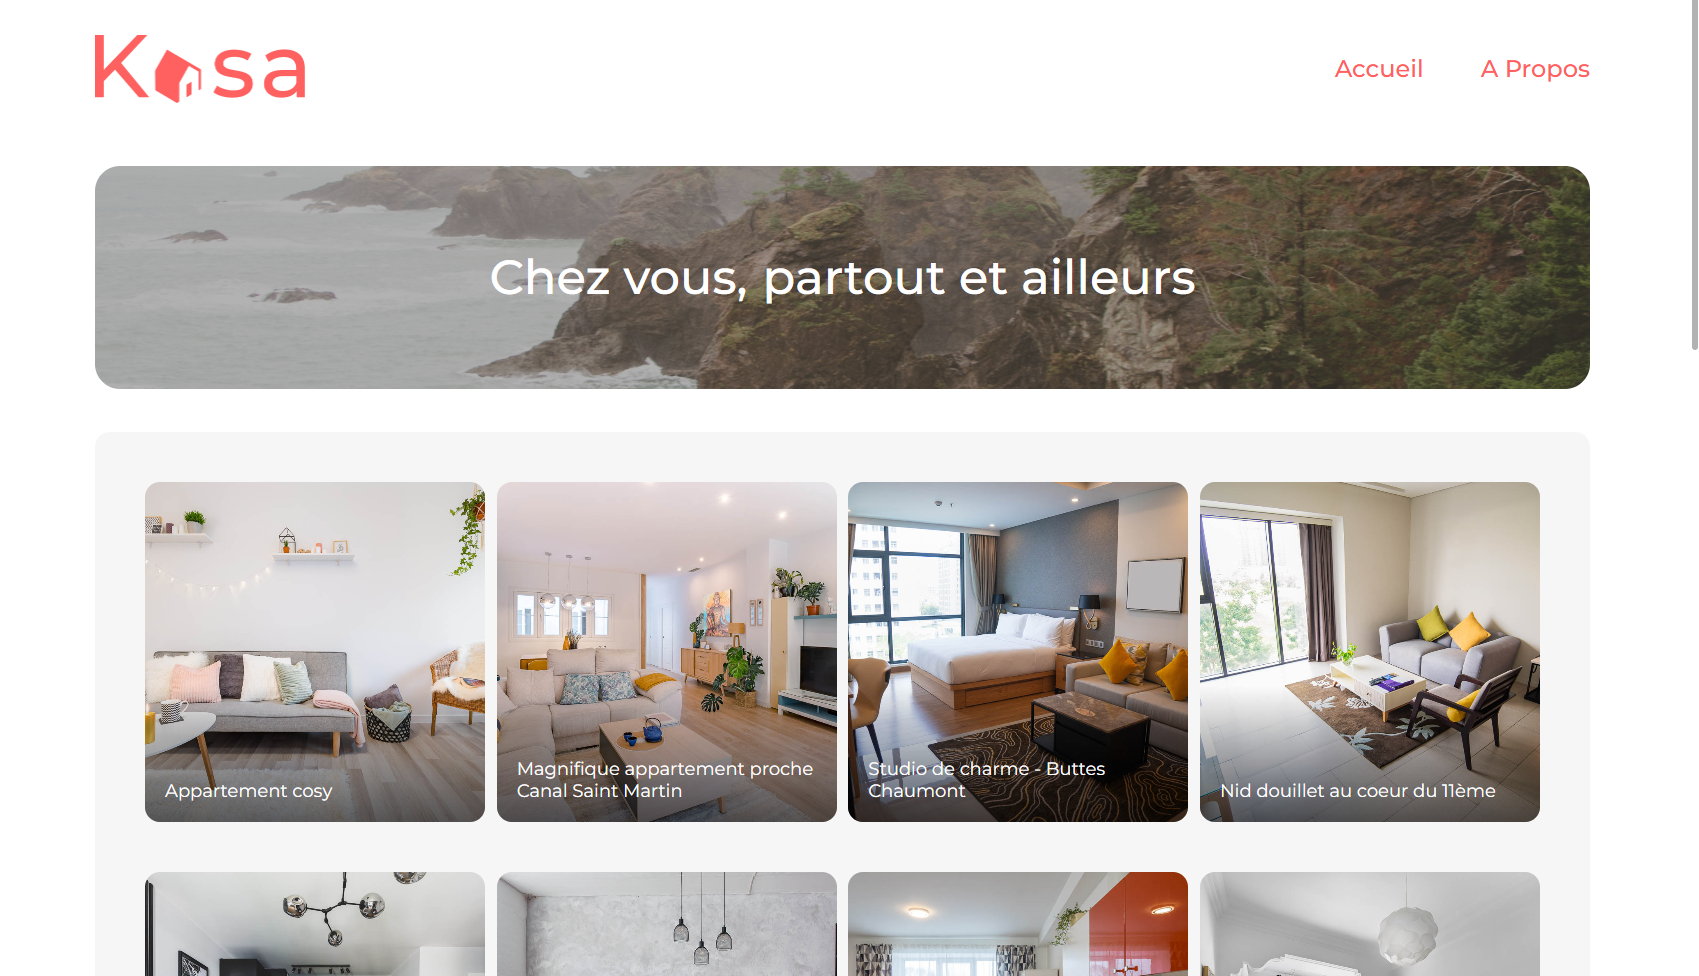 Kasa
Accueil
A Propos
Chez vous, partout et ailleurs
Appartement cosy
Magnifique appartement proche
Canal Saint Martin
Studio de charme - Buttes
Chaumont
Nid douillet au coeur du 11ème